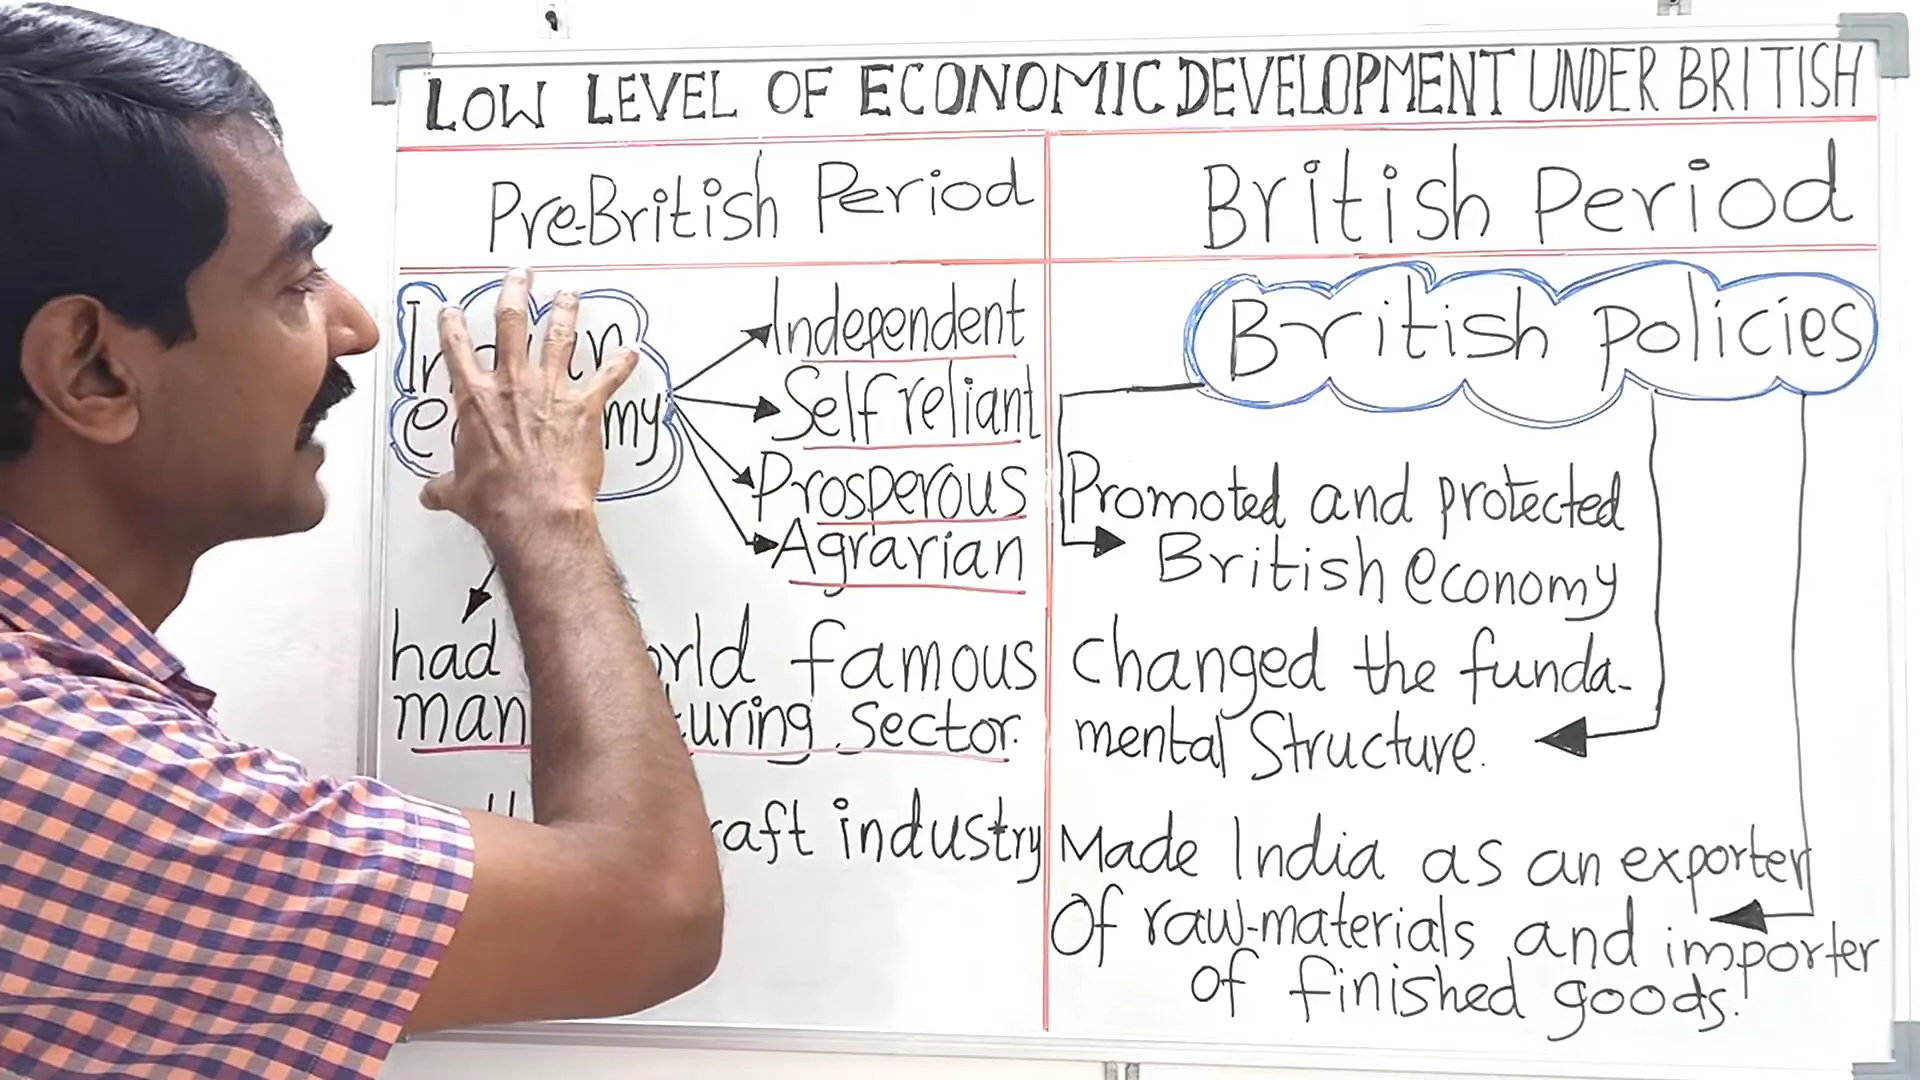 LOW LEVEL OF ECONOMIC DEVELOPMENT UNDER BRITISH
Pre-British Period
Independent
Self reliant
Prosperous
Agrarian
had
famous
sector.
industry
British Period
British policies
Promoted and protected
British economy
changed the funda-
mental Structure.
Made India as an exporter
Of raw-materials and importer
of finished goods.